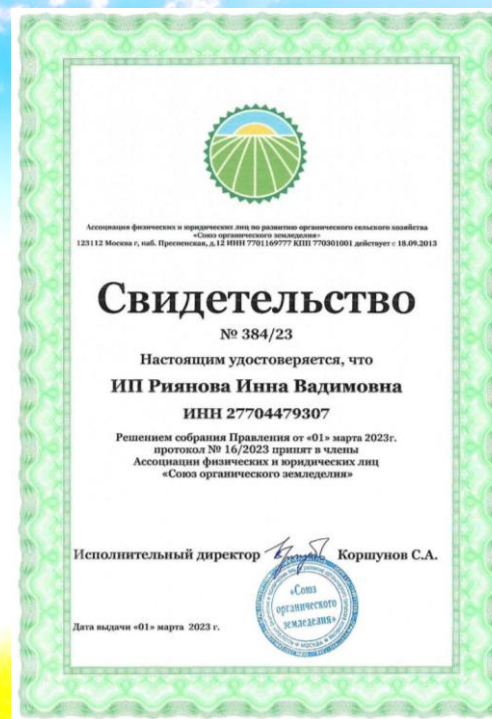 Ассоциация физических и юридических лиц по развитию органического сельского хозяйства
«Союз органического земледелия»
123112 Москва г, наб. Пресненская, д.12 ИНН 7701169777 КПП 770301001 действует с 18.09.2013
Свидетельство
№ 384/23
Настоящим удостоверяется, что
ИП Риянова Инна Вадимовна
ИНН 27704479307
Решением собрания Правления от «01» марта 2023г.
протокол № 16/2023 принят в члены
Ассоциации физических и юридических лиц
«Союз органического земледелия»
Исполнительный директор Коршунов С.А.
«Союз
органического
земледелия»
МОСКВА
Дата выдачи «01» марта 2023 г.